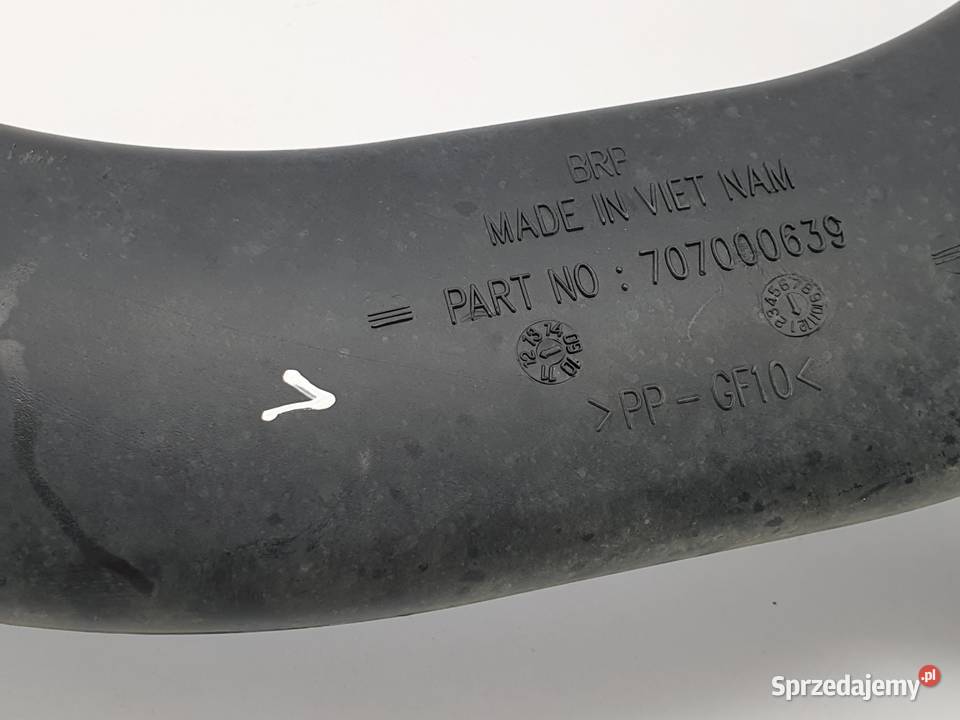 BRP
MADE IN VIET NAM
PART NO : 707000639
>PP-GF10<
Sprzedajemy.pl